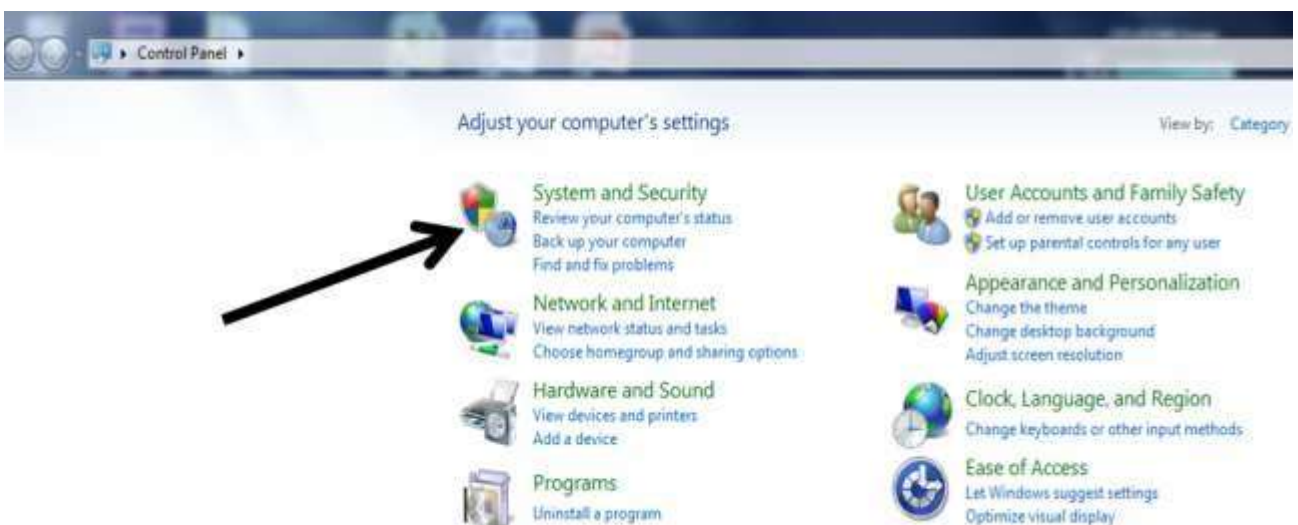 Control Panel
Adjust your computer's settings
View by: Category
System and Security
Review your computer's status
Back up your computer
Find and fix problems
Network and Internet
View network status and tasks
Choose homegroup and sharing options
Hardware and Sound
View devices and printers
Add a device
Programs
Uninstall a program
User Accounts and Family Safety
Add or remove user accounts
Set up parental controls for any user
Appearance and Personalization
Change the theme
Change desktop background
Adjust screen resolution
Clock, Language, and Region
Change keyboards or other input methods
Ease of Access
Let Windows suggest settings
Optimize visual display